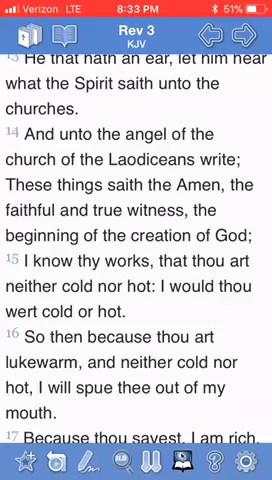 Verizon LTE 8:33 PM 51%
Rev 3
KJV
13 He that hath an ear, let him hear
what the Spirit saith unto the
churches.
14 And unto the angel of the
church of the Laodiceans write;
These things saith the Amen, the
faithful and true witness, the
beginning of the creation of God;
15 I know thy works, that thou art
neither cold nor hot: I would thou
wert cold or hot.
16 So then because thou art
lukewarm, and neither cold nor
hot, I will spue thee out of my
mouth.
17 Because thou sayest, I am rich,